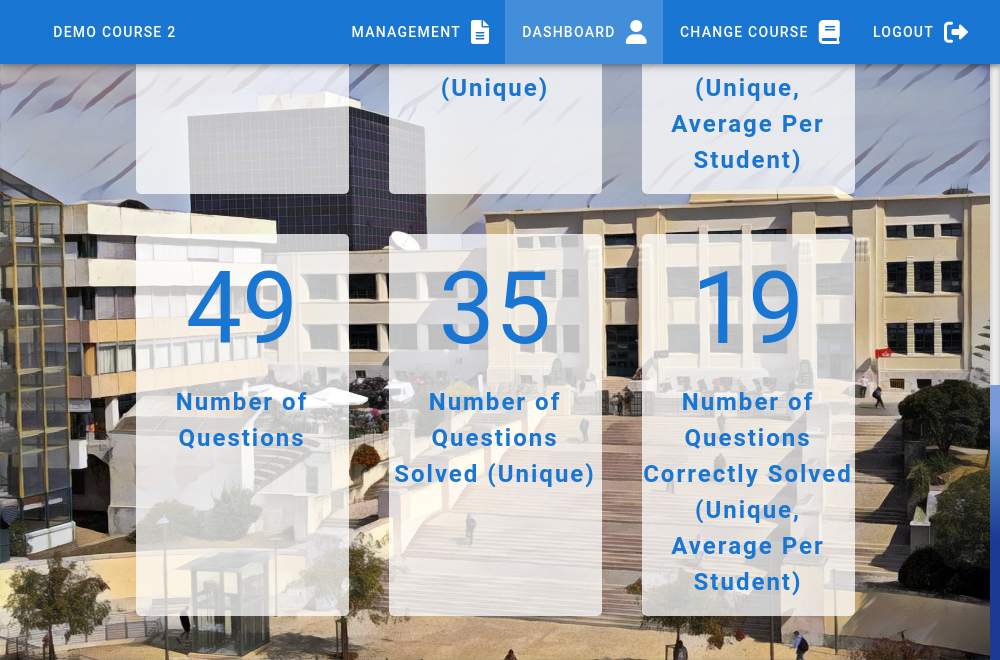 DEMO COURSE 2
MANAGEMENT
DASHBOARD
CHANGE COURSE
LOGOUT
(Unique)
(Unique,
Average Per
Student)
49
Number of
Questions
35
Number of
Questions
Solved (Unique)
19
Number of
Questions
Correctly Solved
(Unique,
Average Per
Student)